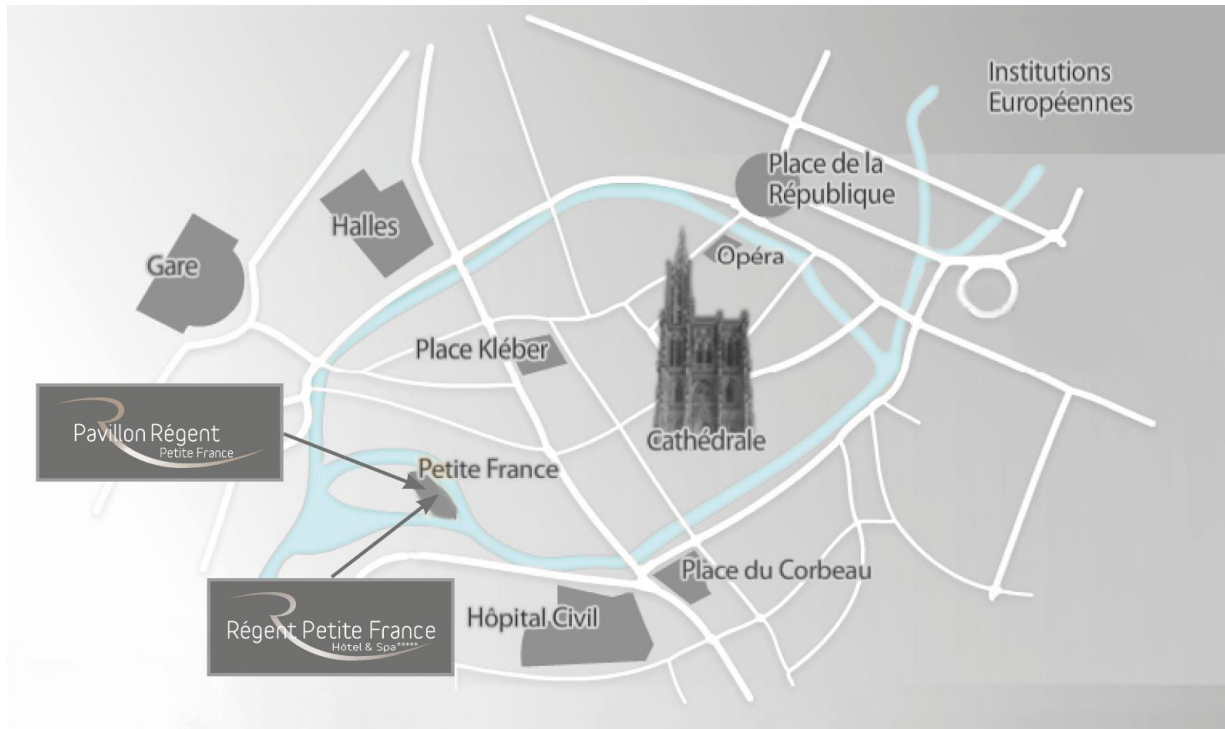 Institutions
Européennes
Place de la
République
Halles
Opéra
Gare
Place Kléber
Pavillon Régent
Petite France
Cathédrale
Petite France
Place du Corbeau
Hôpital Civil
Régent Petite France
Hôtel & Spa*****